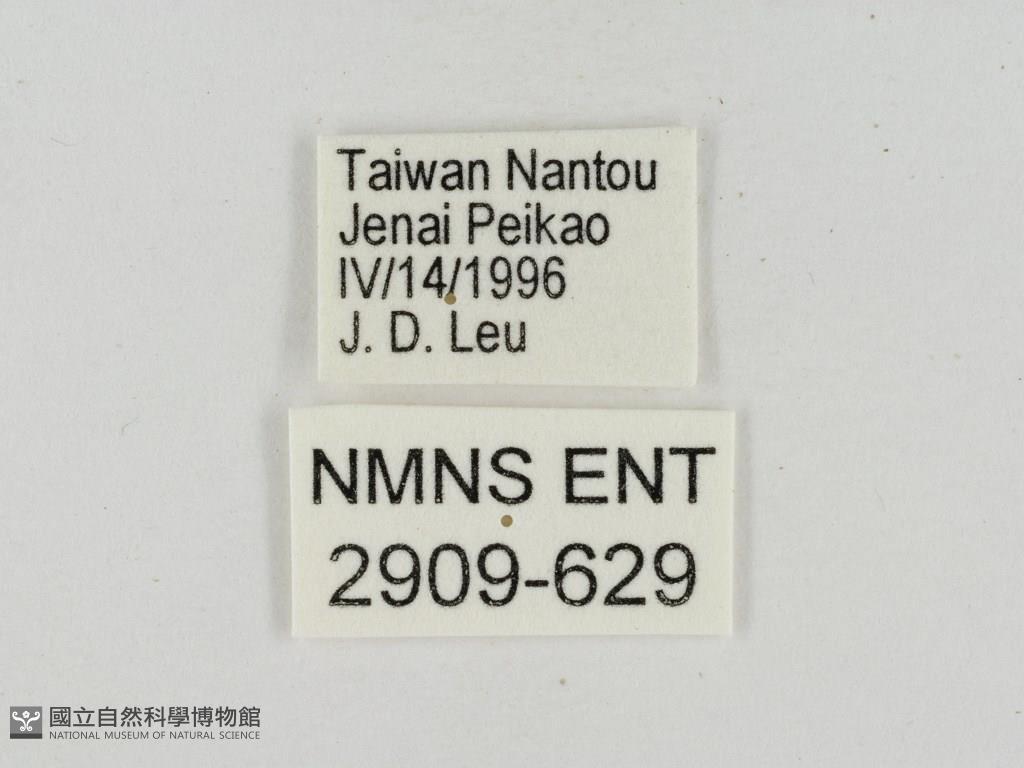 Taiwan Nantou
Jenai Peikao
IV/14/1996
J. D. Leu
NMNS ENT
2909-629
國立自然科學博物館
NATIONAL MUSEUM OF NATURAL SCIENCE